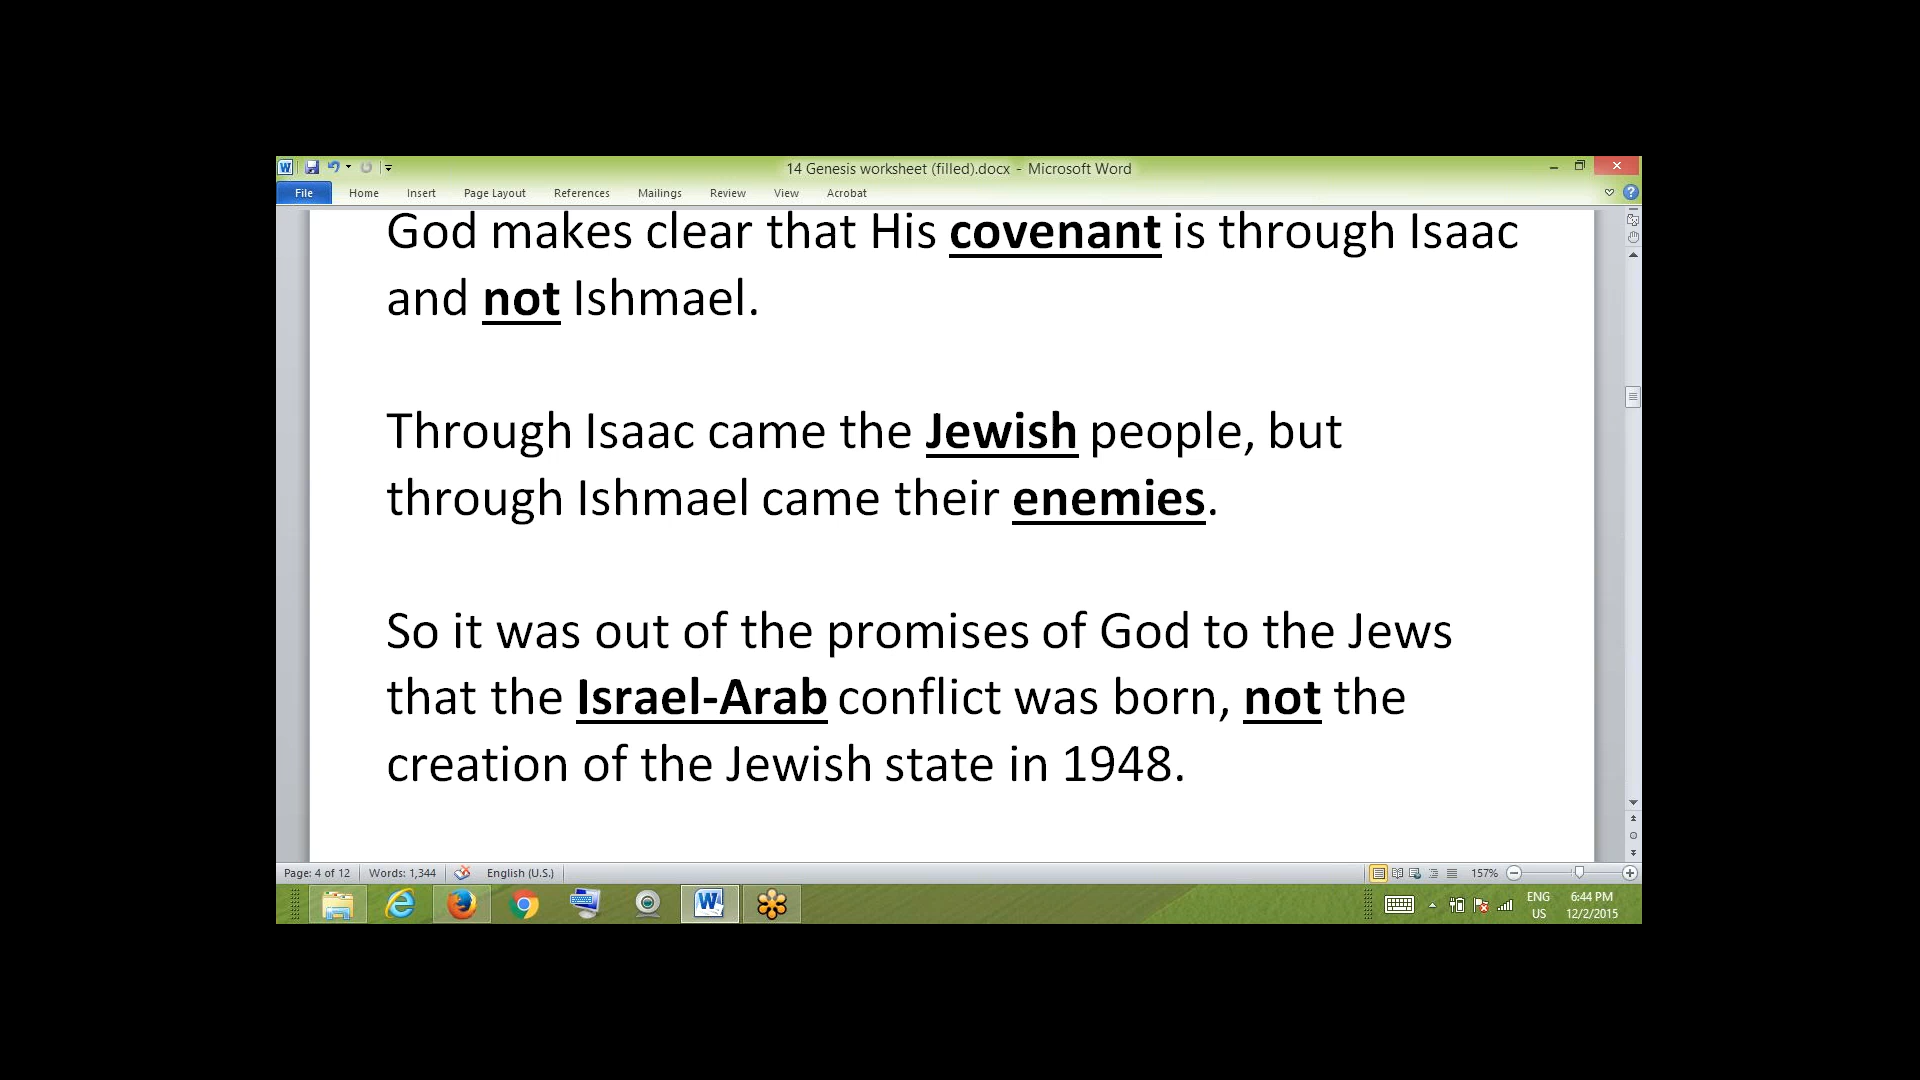 14 Genesis worksheet (filled).docx - Microsoft Word
File Home Insert Page Layout References Mailings Review View Acrobat
God makes clear that His covenant is through Isaac
and not Ishmael.
Through Isaac came the Jewish people, but
through Ishmael came their enemies.
So it was out of the promises of God to the Jews
that the Israel-Arab conflict was born, not the
creation of the Jewish state in 1948.
Page: 4 of 12 Words: 1,344 English (U.S.) 157%
ENG 6:44 PM
US 12/2/2015